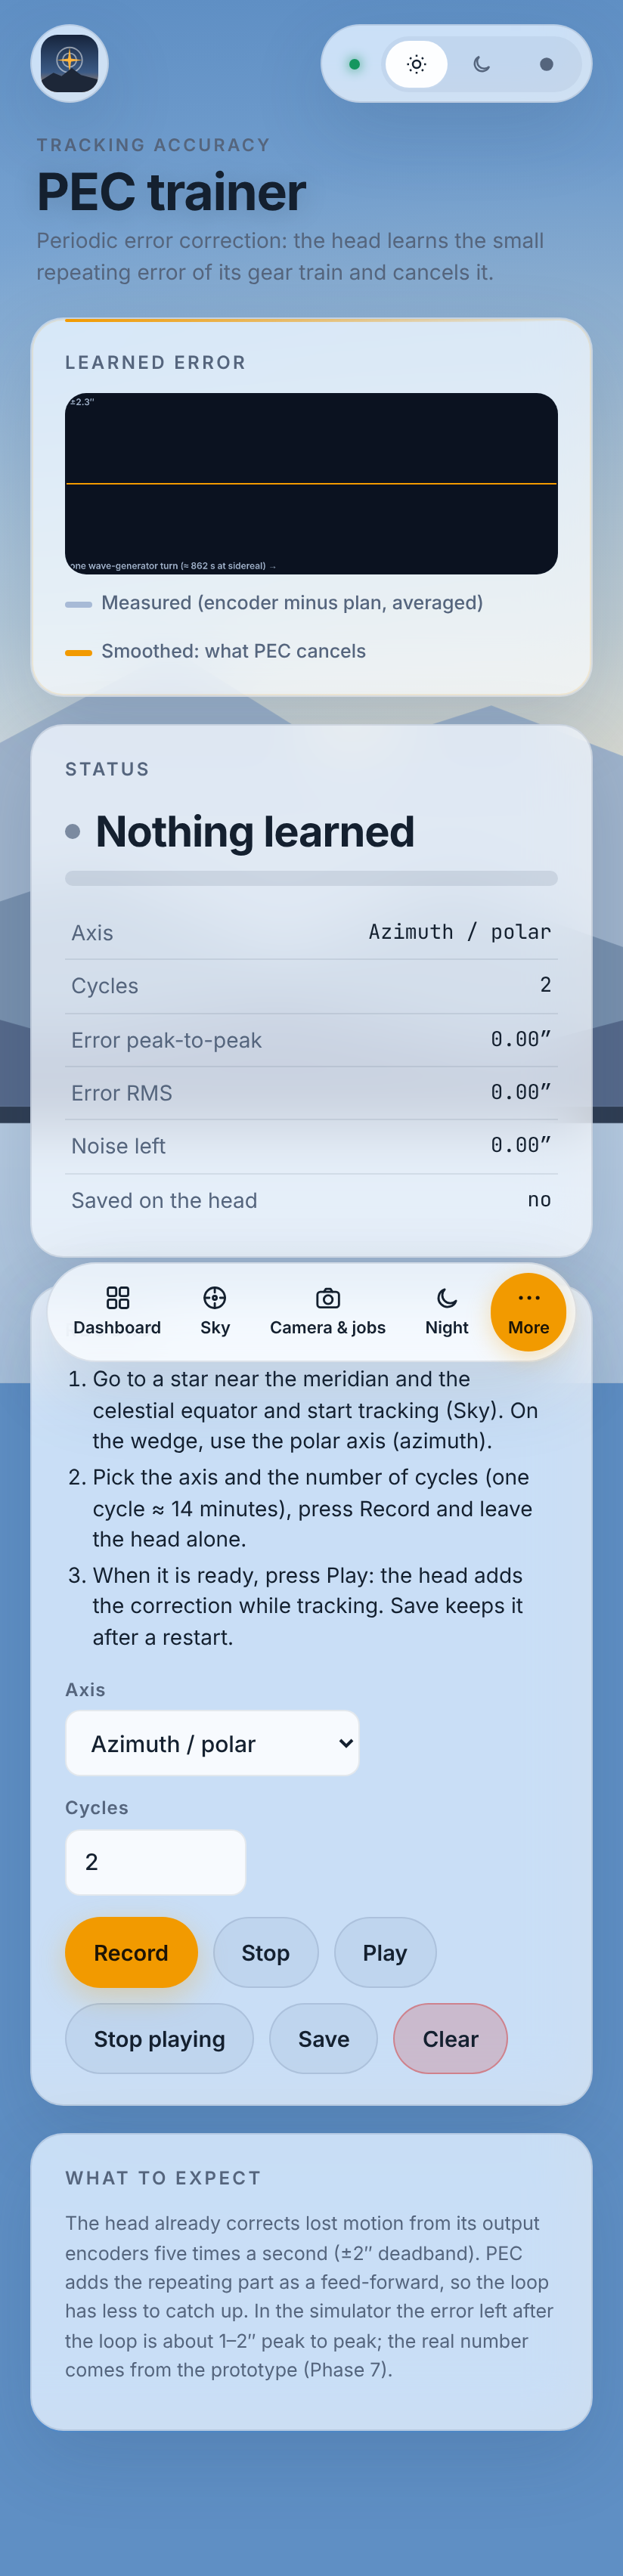 TRACKING ACCURACY
PEC trainer
Periodic error correction: the head learns the small
repeating error of its gear train and cancels it.
LEARNED ERROR
±2.3″
one wave-generator turn (≈ 862 s at sidereal) →
Measured (encoder minus plan, averaged)
Smoothed: what PEC cancels
STATUS
Nothing learned
Axis Azimuth / polar
Cycles 2
Error peak-to-peak 0.00″
Error RMS 0.00″
Noise left 0.00″
Saved on the head no
Dashboard Sky Camera & jobs Night More
1. Go to a star near the meridian and the
celestial equator and start tracking (Sky). On
the wedge, use the polar axis (azimuth).
2. Pick the axis and the number of cycles (one
cycle ≈ 14 minutes), press Record and leave
the head alone.
3. When it is ready, press Play: the head adds
the correction while tracking. Save keeps it
after a restart.
Axis
Azimuth / polar
Cycles
2
Record Stop Play
Stop playing Save Clear
WHAT TO EXPECT
The head already corrects lost motion from its output
encoders five times a second (±2″ deadband). PEC
adds the repeating part as a feed-forward, so the loop
has less to catch up. In the simulator the error left after
the loop is about 1–2″ peak to peak; the real number
comes from the prototype (Phase 7).